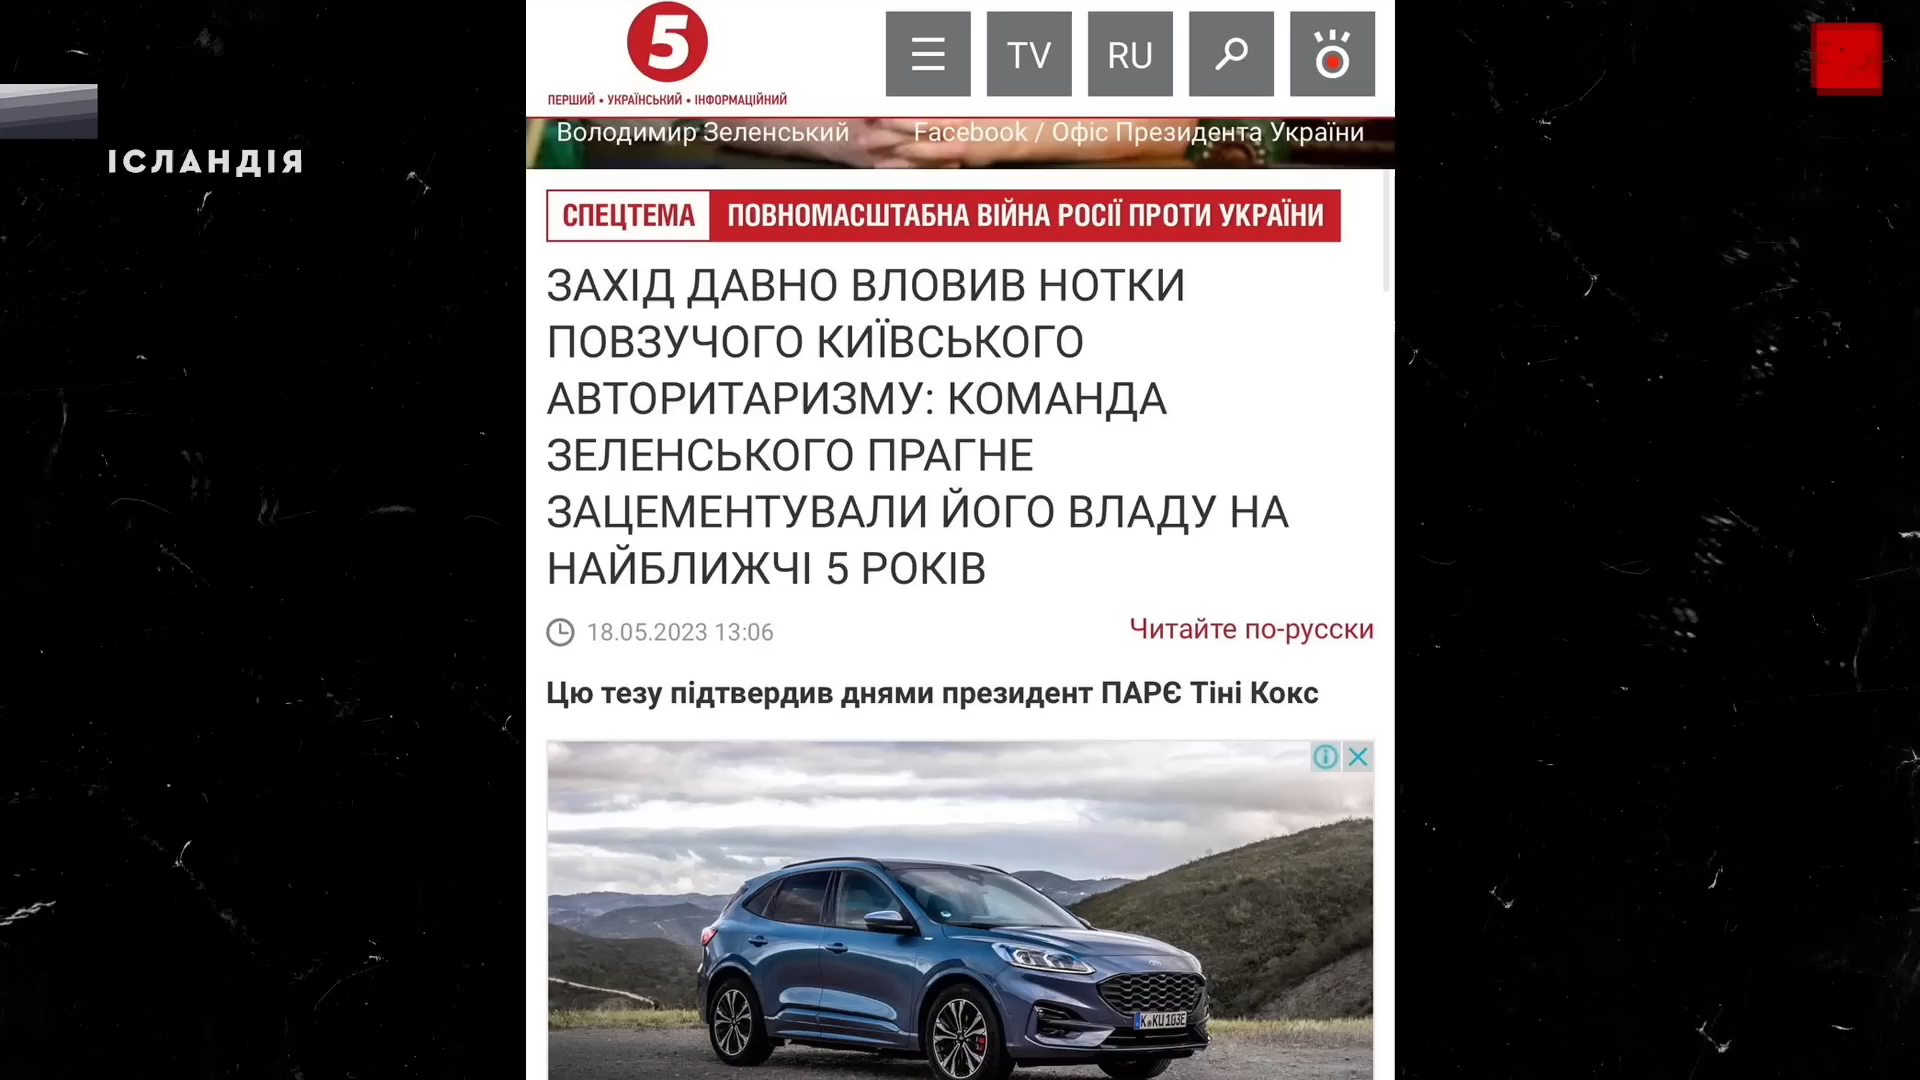 ІСЛАНДІЯ
5
ПЕРШИЙ • УКРАЇНСЬКИЙ • ІНФОРМАЦІЙНИЙ
TV
RU
Володимир Зеленський
Facebook / Офіс Президента України
СПЕЦТЕМА
ПОВНОМАСШТАБНА ВІЙНА РОСІЇ ПРОТИ УКРАЇНИ
ЗАХІД ДАВНО ВЛОВИВ НОТКИ
ПОВЗУЧОГО КИЇВСЬКОГО
АВТОРИТАРИЗМУ: КОМАНДА
ЗЕЛЕНСЬКОГО ПРАГНЕ
ЗАЦЕМЕНТУВАЛИ ЙОГО ВЛАДУ НА
НАЙБЛИЖЧІ 5 РОКІВ
18.05.2023 13:06
Читайте по-русски
Цю тезу підтвердив днями президент ПАРЄ Тіні Кокс
K KU 103E